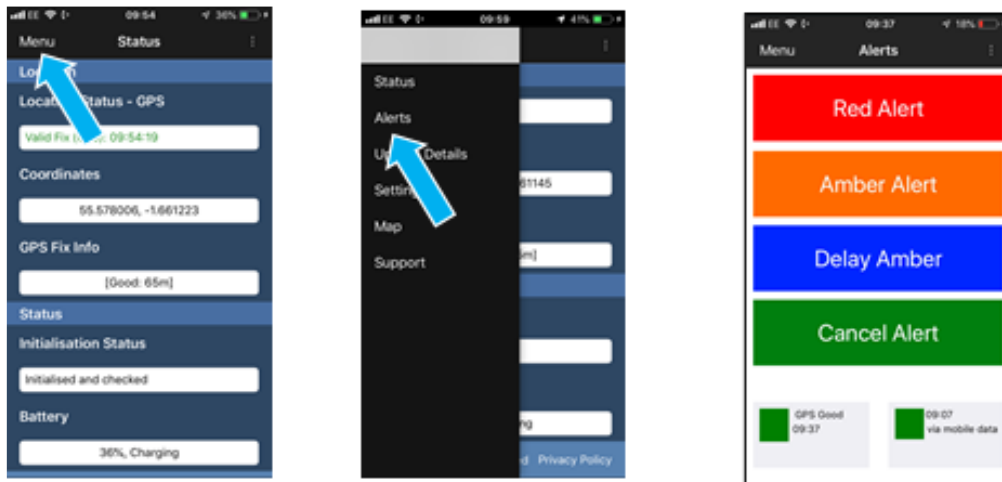 EE 09:54 36%
Menu Status
Location
Location Status - GPS
Valid Fix 09:54:19
Coordinates
55.578006, -1.661223
GPS Fix Info
[Good: 65m]
Status
Initialisation Status
Initialised and checked
Battery
36%, Charging
EE 09:59 41%
Status
Alerts
Details
Map
Support
61145
m]
ng
d Privacy Policy
EE 09:37 18%
Menu Alerts
Red Alert
Amber Alert
Delay Amber
Cancel Alert
GPS Good
09:37
09:07
via mobile data